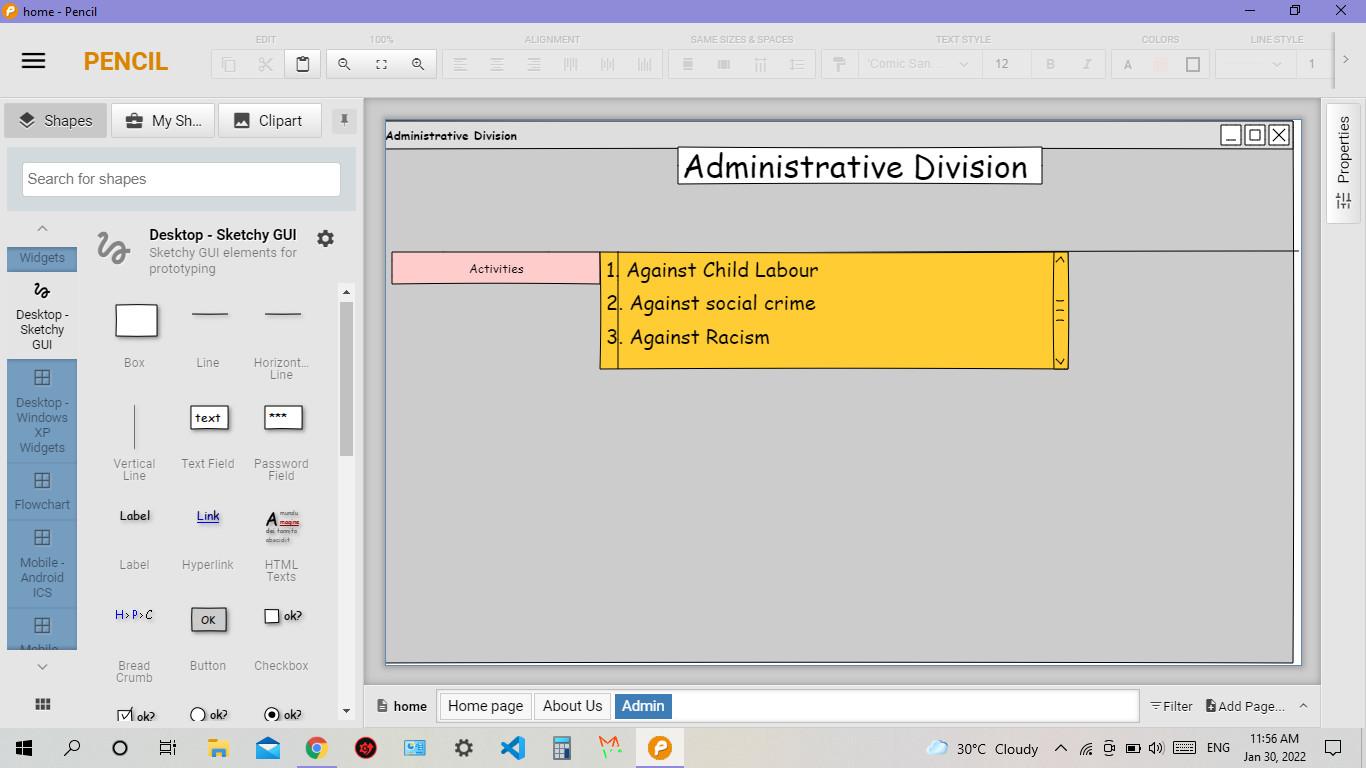 home - Pencil
PENCIL
EDIT
100%
ALIGNMENT
SAME SIZES & SPACES
TEXT STYLE
COLORS
LINE STYLE
'Comic San...
12
B
I
A
1
Shapes
My Sh...
Clipart
Search for shapes
Widgets
Desktop -
Sketchy
GUI
Desktop -
Windows
XP
Widgets
Flowchart
Mobile -
Android
ICS
Mobile -
Desktop - Sketchy GUI
Sketchy GUI elements for
prototyping
Box
Line
Horizont...
Line
text
***
Vertical
Line
Text Field
Password
Field
Label
Link
A mundu
magine
Label
Hyperlink
HTML
Texts
H>P>C
OK
ok?
Bread
Crumb
Button
Checkbox
ok?
ok?
ok?
Administrative Division
Administrative Division
Activities
1. Against Child Labour
2. Against social crime
3. Against Racism
Properties
home
Home page
About Us
Admin
Filter
Add Page...
30°C Cloudy
ENG
11:56 AM
Jan 30, 2022